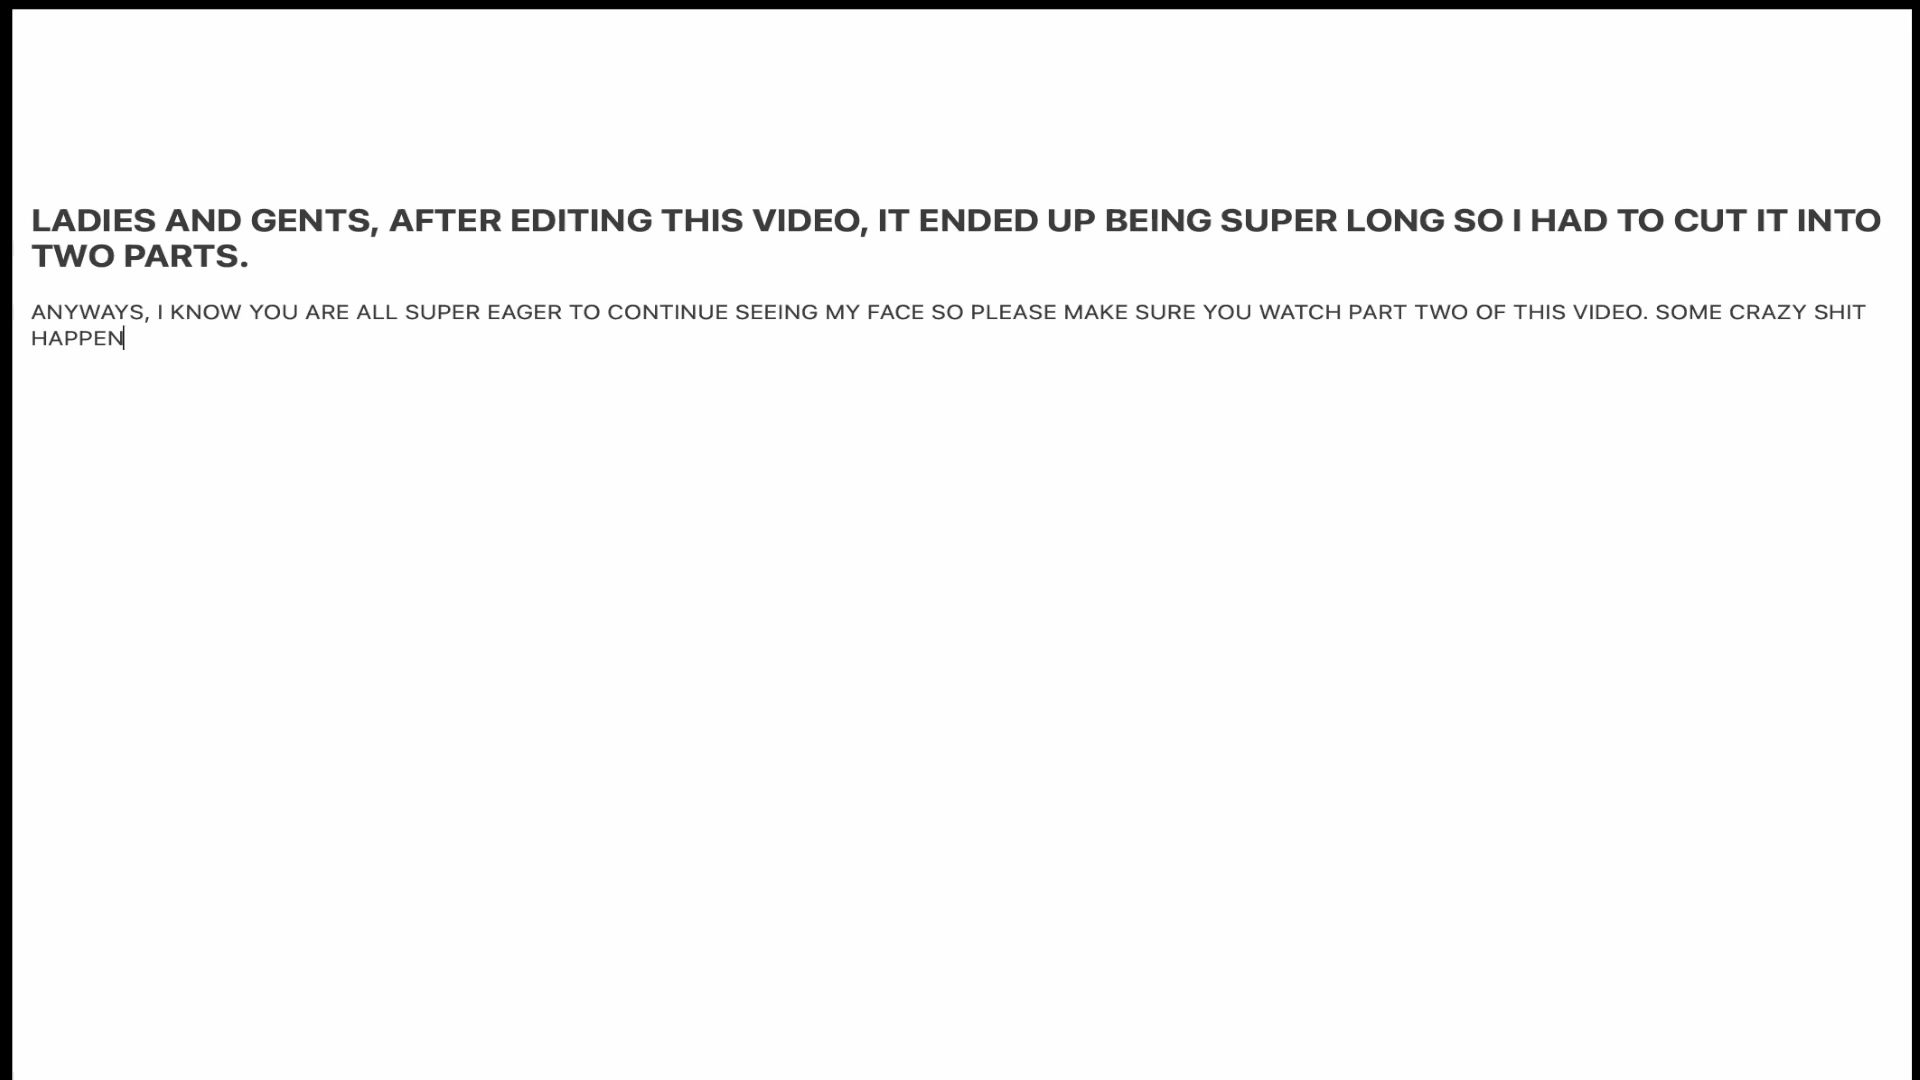 LADIES AND GENTS, AFTER EDITING THIS VIDEO, IT ENDED UP BEING SUPER LONG SO I HAD TO CUT IT INTO
TWO PARTS.
ANYWAYS, I KNOW YOU ARE ALL SUPER EAGER TO CONTINUE SEEING MY FACE SO PLEASE MAKE SURE YOU WATCH PART TWO OF THIS VIDEO. SOME CRAZY SHIT
HAPPEN